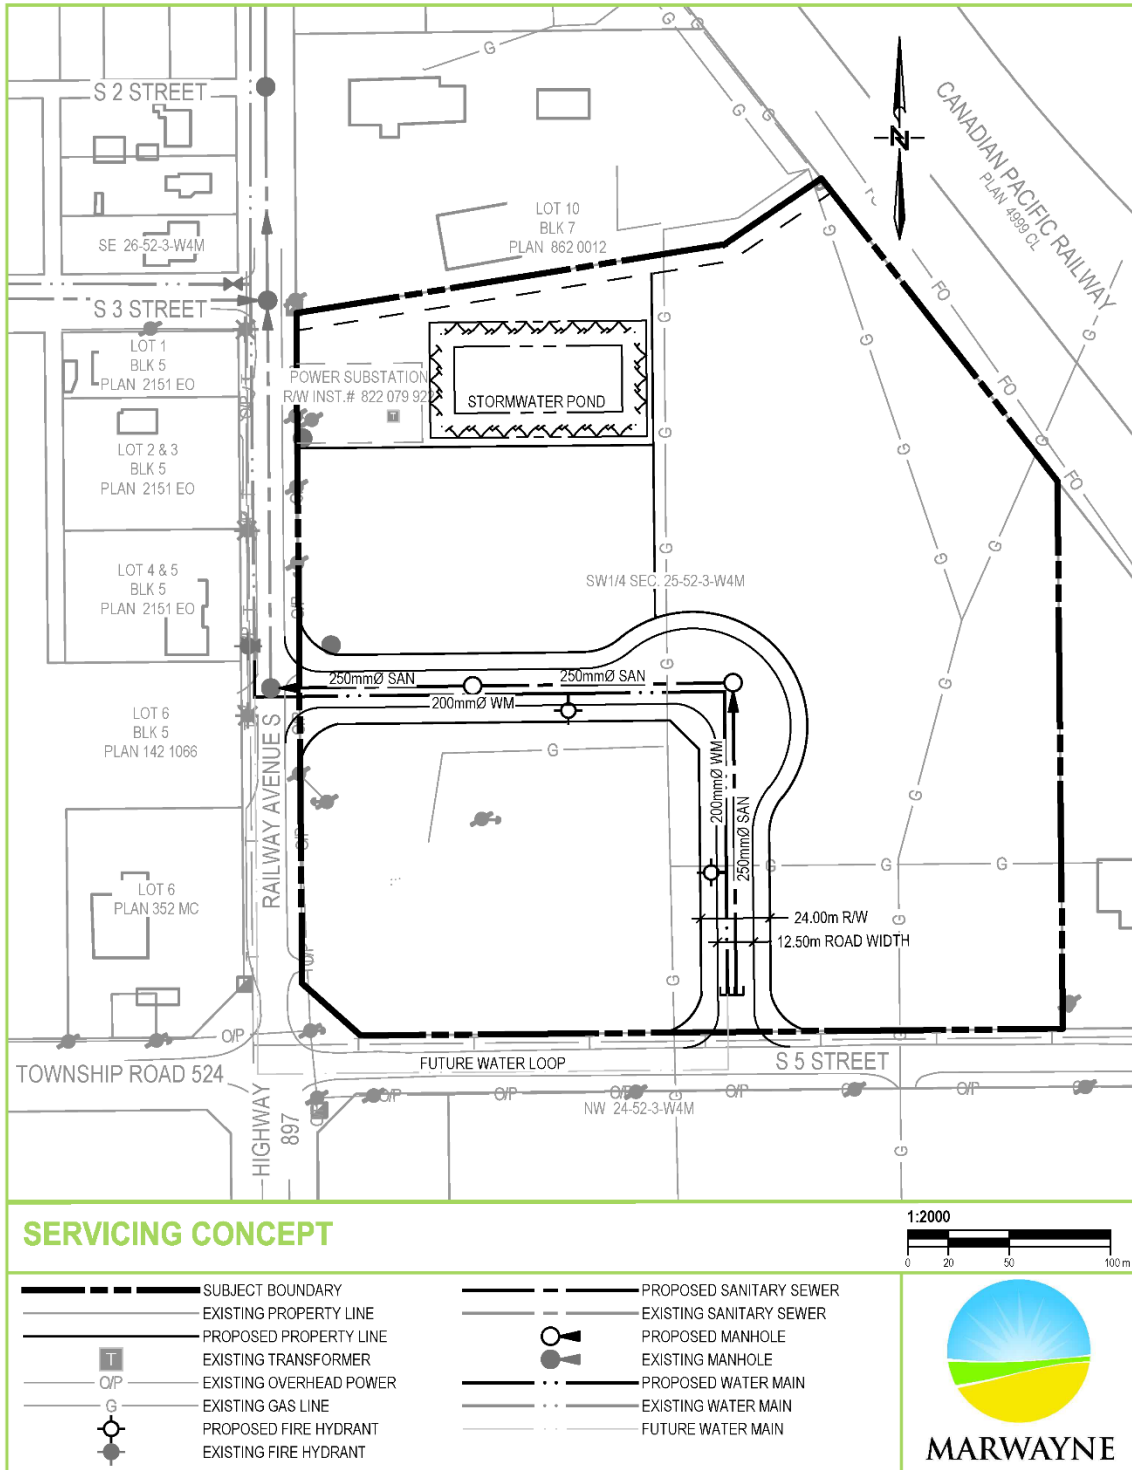 S 2 STREET
CANADIAN PACIFIC RAILWAY
PLAN 4999 CL
N
LOT 10
BLK 7
PLAN 862 0012
SE 26-52-3-W4M
S 3 STREET
LOT 1
BLK 5
PLAN 2151 EO
POWER SUBSTATION
R/W INST.# 822 079 922
T
STORMWATER POND
LOT 2 & 3
BLK 5
PLAN 2151 EO
LOT 4 & 5
BLK 5
PLAN 2151 EO
SW1/4 SEC. 25-52-3-W4M
250mmØ SAN
250mmØ SAN
200mmØ WM
LOT 6
BLK 5
PLAN 142 1066
RAILWAY AVENUE S
200mmØ WM
250mmØ SAN
LOT 6
PLAN 352 MC
24.00m R/W
12.50m ROAD WIDTH
G
FO
O/P
FUTURE WATER LOOP
S 5 STREET
TOWNSHIP ROAD 524
HIGHWAY
897
NW 24-52-3-W4M
SERVICING CONCEPT
1:2000
0 20 50 100 m
SUBJECT BOUNDARY
EXISTING PROPERTY LINE
PROPOSED PROPERTY LINE
T EXISTING TRANSFORMER
O/P EXISTING OVERHEAD POWER
G EXISTING GAS LINE
PROPOSED FIRE HYDRANT
EXISTING FIRE HYDRANT
PROPOSED SANITARY SEWER
EXISTING SANITARY SEWER
PROPOSED MANHOLE
EXISTING MANHOLE
PROPOSED WATER MAIN
EXISTING WATER MAIN
FUTURE WATER MAIN
MARWAYNE